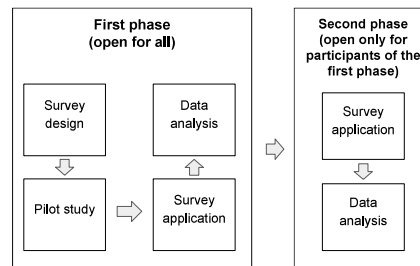 First phase
(open for all)
Survey
design
Data
analysis
Pilot study
Survey
application
Second phase
(open only for
participants of the
first phase)
Survey
application
Data
analysis